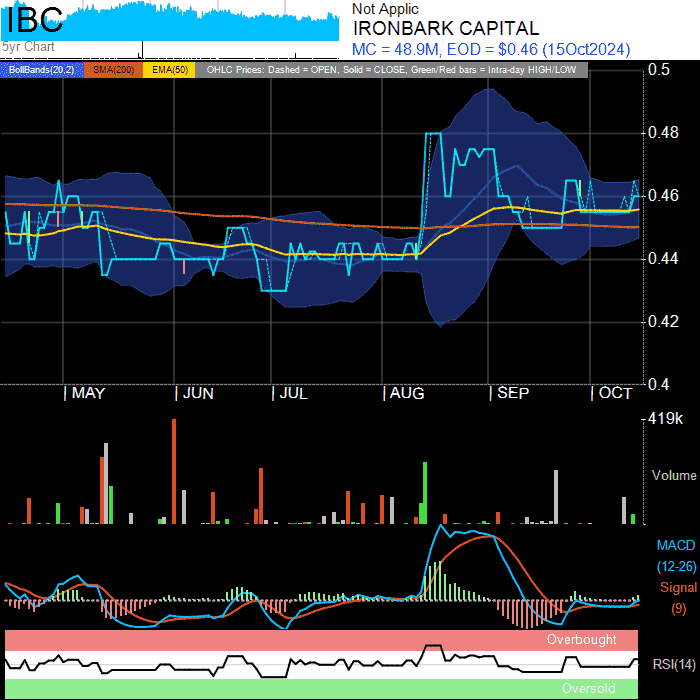 IBC
Not Applic
IRONBARK CAPITAL
5yr Chart
MC = 48.9M, EOD = $0.46 (15Oct2024)
BollBands(20,2) SMA(200) EMA(50) OHLC Prices: Dashed = OPEN, Solid = CLOSE, Green/Red bars = Intra-day HIGH/LOW
0.5
0.48
0.46
0.44
0.42
0.4
MAY JUN JUL AUG SEP OCT
419k
Volume
MACD
(12-26)
Signal
(9)
Overbought
RSI(14)
Oversold